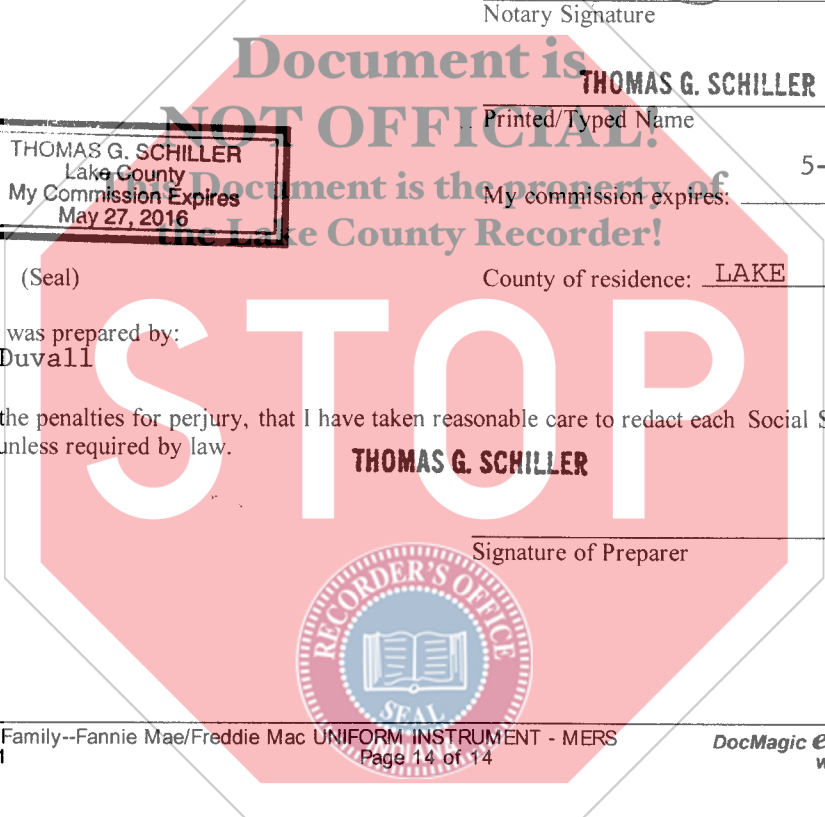 Notary Signature
Document is
THOMAS G. SCHILLER
NOT OFFICIAL!
Printed/Typed Name
THOMAS G. SCHILLER
Lake County
My Commission Expires
May 27, 2016
This Document is the property of
the Lake County Recorder!
5-
My commission expires:
(Seal)
County of residence: LAKE
was prepared by:
Duvall
STOP
the penalties for perjury, that I have taken reasonable care to redact each Social S
unless required by law.
THOMAS G. SCHILLER
Signature of Preparer
RECORDER'S OFFICE
SEAL
INDIANA
Family--Fannie Mae/Freddie Mac UNIFORM INSTRUMENT - MERS
Page 14 of 14
DocMagic